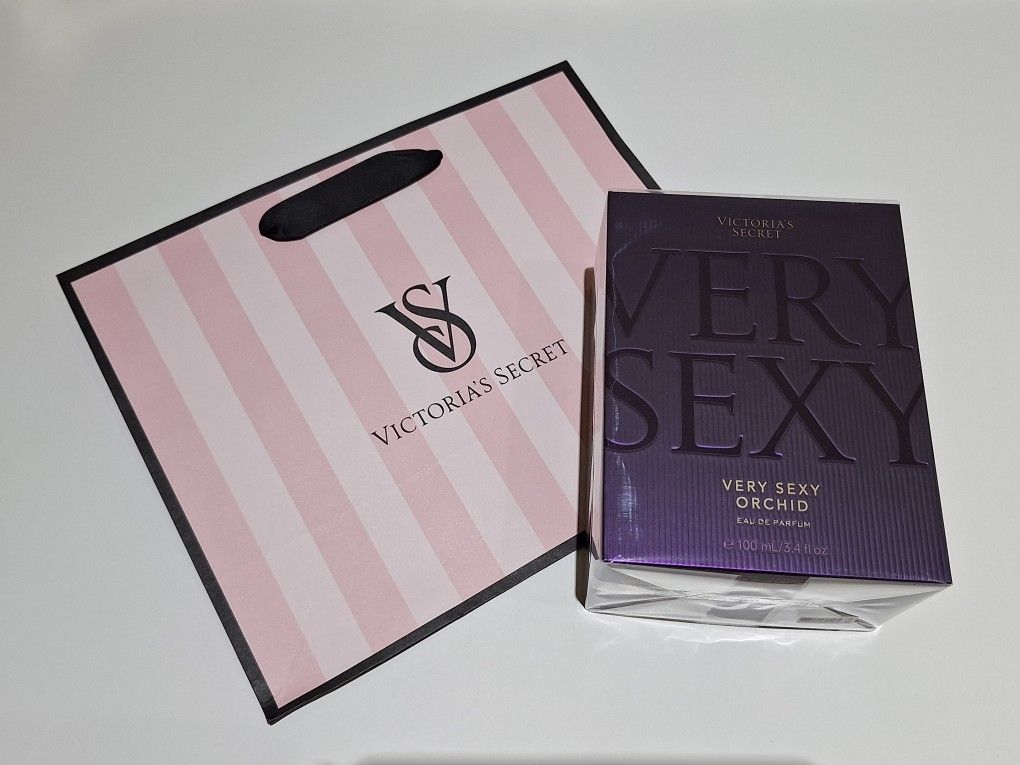 VS
VICTORIA'S SECRET
VICTORIA'S
SECRET
VERY
SEXY
VERY SEXY
ORCHID
EAU DE PARFUM
℮ 100 mL/3.4 fl oz